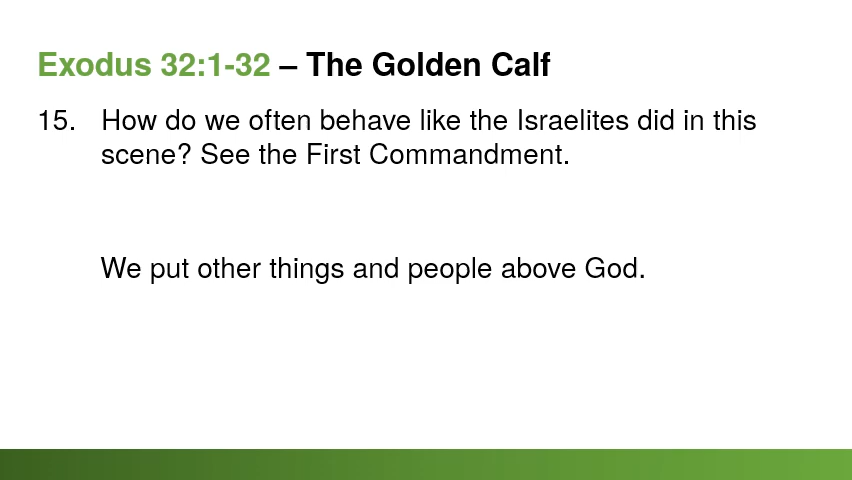 Exodus 32:1-32 – The Golden Calf
15. How do we often behave like the Israelites did in this
scene? See the First Commandment.
We put other things and people above God.